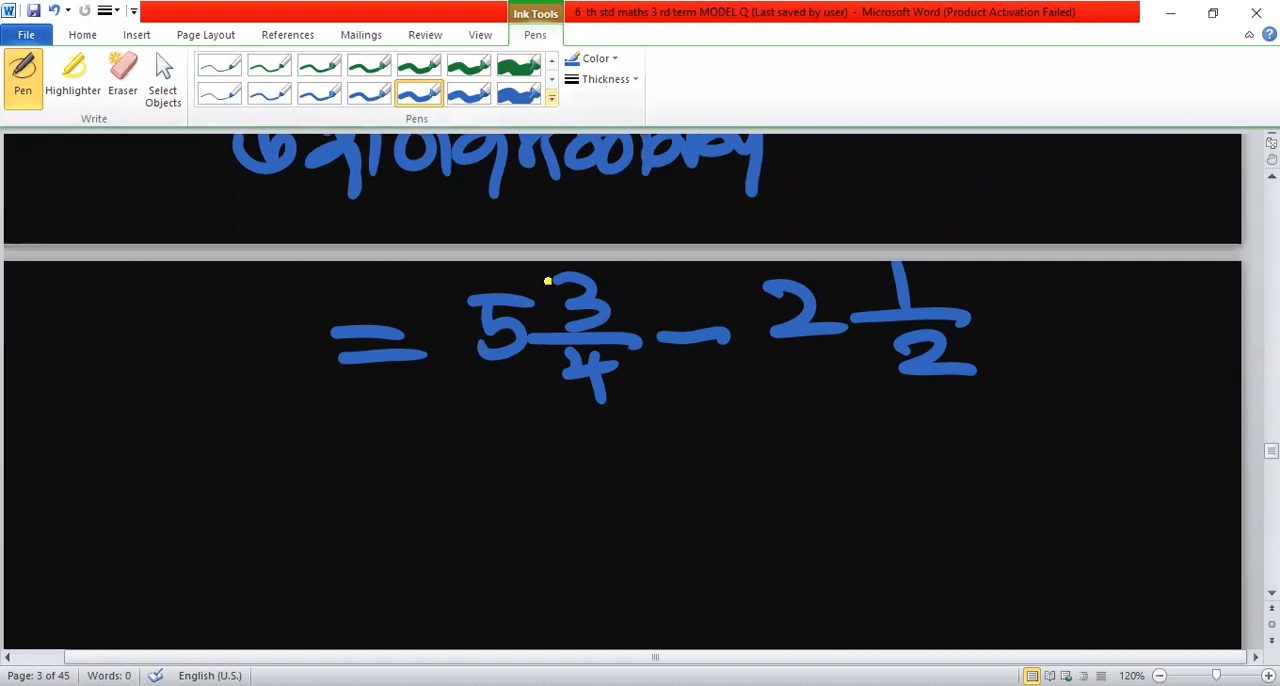 Ink Tools
6 th std maths 3 rd term MODEL Q (Last saved by user) - Microsoft Word (Product Activation Failed)
File Home Insert Page Layout References Mailings Review View Pens
Pen Highlighter Eraser Select Objects
Color
Thickness
Write Pens
= 5 3/4 - 2 1/2
Page: 3 of 45 Words: 0 English (U.S.) 120%